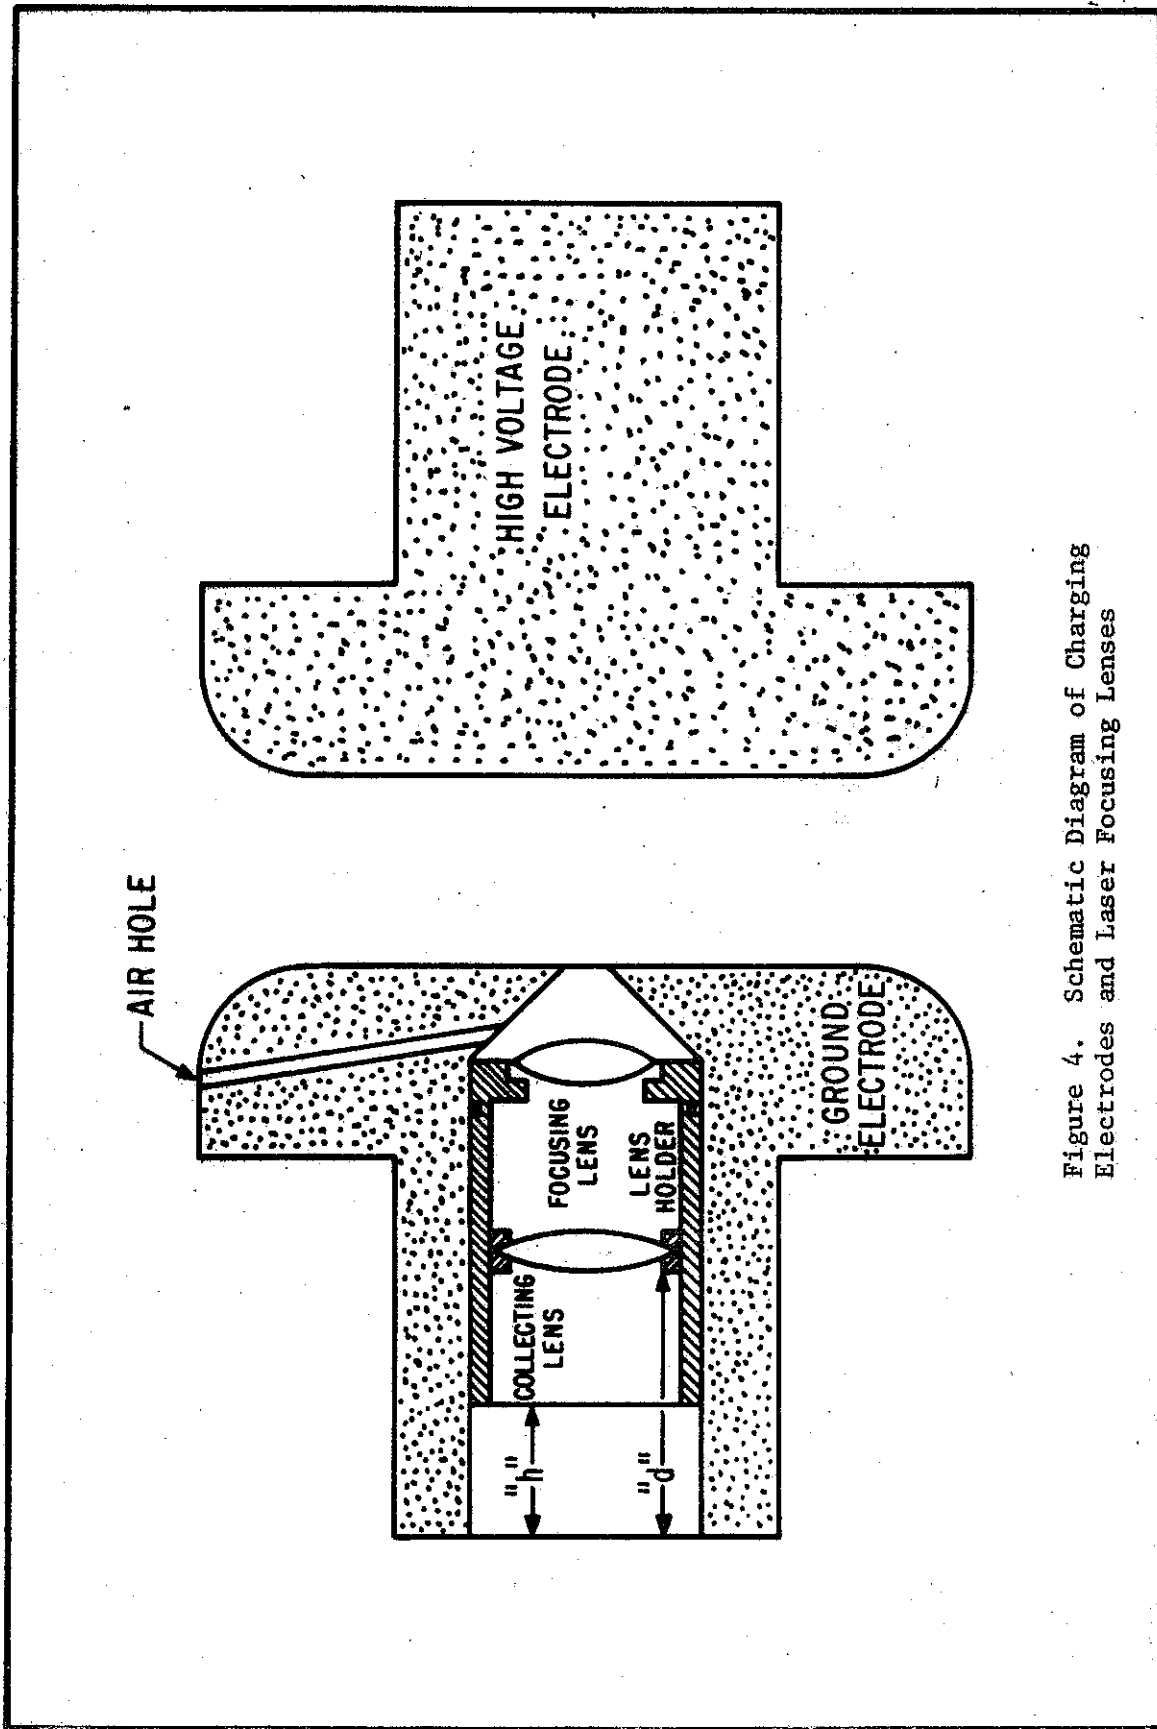 AIR HOLE
HIGH VOLTAGE
ELECTRODE
COLLECTING
LENS
FOCUSING
LENS
LENS
HOLDER
"h"
"d"
GROUND
ELECTRODE
Figure 4. Schematic Diagram of Charging
Electrodes and Laser Focusing Lenses